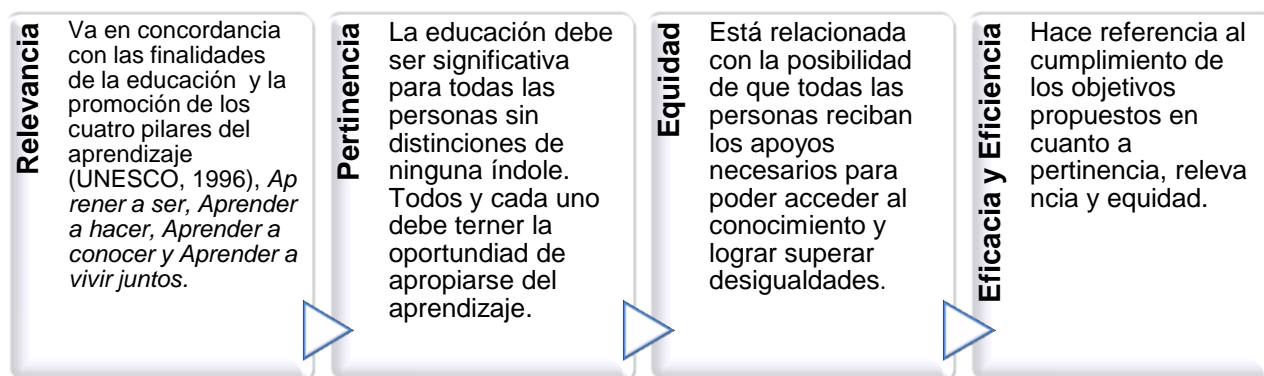 Relevancia
Va en concordancia
con las finalidades
de la educación y la
promoción de los
cuatro pilares del
aprendizaje
(UNESCO, 1996), Ap
rener a ser, Aprender
a hacer, Aprender a
conocer y Aprender a
vivir juntos.
Pertinencia
La educación debe
ser significativa
para todas las
personas sin
distinciones de
ninguna índole.
Todos y cada uno
debe terner la
oportundiad de
apropiarse del
aprendizaje.
Equidad
Está relacionada
con la posibilidad
de que todas las
personas reciban
los apoyos
necesarios para
poder acceder al
conocimiento y
lograr superar
desigualdades.
Eficacia y Eficiencia
Hace referencia al
cumplimiento de
los objetivos
propuestos en
cuanto a
pertinencia, releva
ncia y equidad.